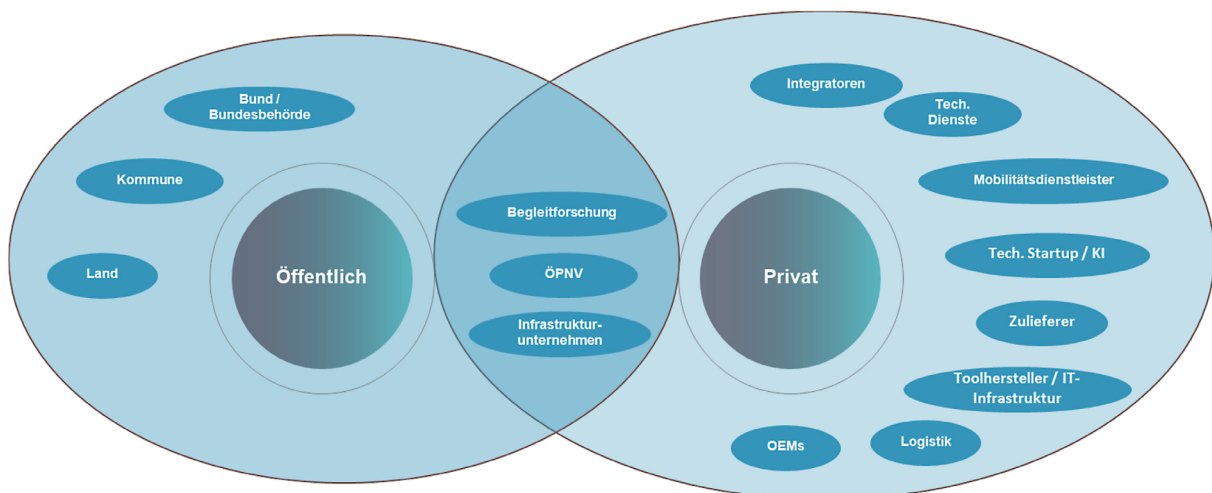 Bund /
Bundesbehörde
Kommune
Land
Öffentlich
Begleitforschung
ÖPNV
Infrastruktur-
unternehmen
Privat
Integratoren
Tech.
Dienste
Mobilitätsdienstleister
Tech. Startup / KI
Zulieferer
Toolhersteller / IT-
Infrastruktur
Logistik
OEMs